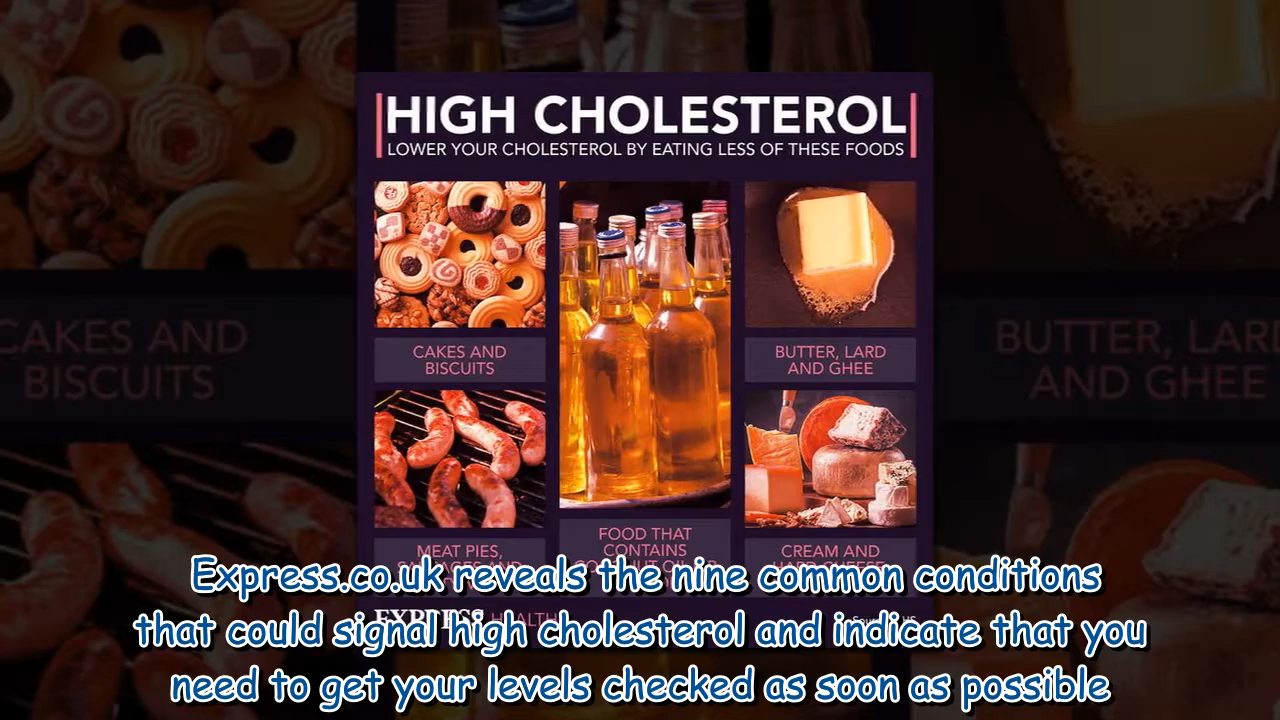 HIGH CHOLESTEROL
LOWER YOUR CHOLESTEROL BY EATING LESS OF THESE FOODS
CAKES AND
BISCUITS
BUTTER, LARD
AND GHEE
CAKES AND
BISCUITS
BUTTER, LARD
AND GHEE
MEAT PIES,
FOOD THAT
CONTAINS
CREAM AND
EXPRESS HEALTH
Express.co.uk reveals the nine common conditions
that could signal high cholesterol and indicate that you
need to get your levels checked as soon as possible